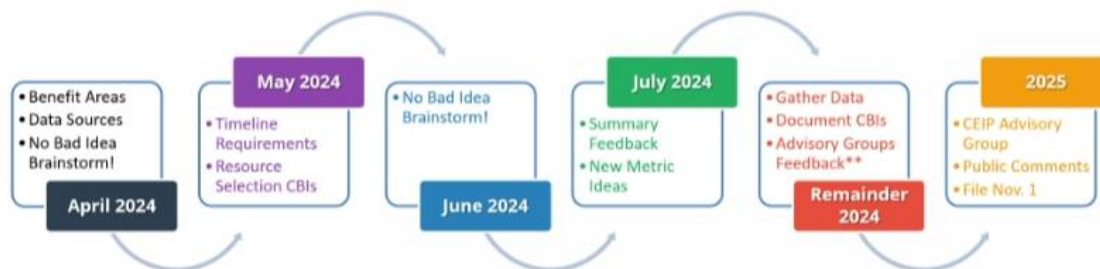 • Benefit Areas
• Data Sources
• No Bad Idea
Brainstorm!
April 2024
May 2024
• Timeline
Requirements
• Resource
Selection CBIs
• No Bad Idea
Brainstorm!
June 2024
July 2024
• Summary
Feedback
• New Metric
Ideas
• Gather Data
• Document CBIs
• Advisory Groups
Feedback**
Remainder
2024
2025
• CEIP Advisory
Group
• Public Comments
• File Nov. 1